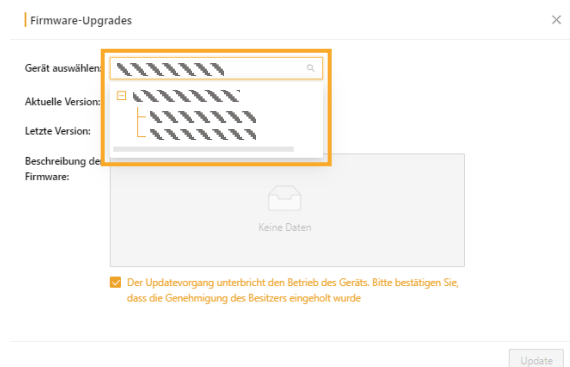 Firmware-Upgrades
Gerät auswählen:
Aktuelle Version:
Letzte Version:
Beschreibung de
Firmware:
Keine Daten
Der Updatevorgang unterbricht den Betrieb des Geräts. Bitte bestätigen Sie,
dass die Genehmigung des Besitzers eingeholt wurde
Update